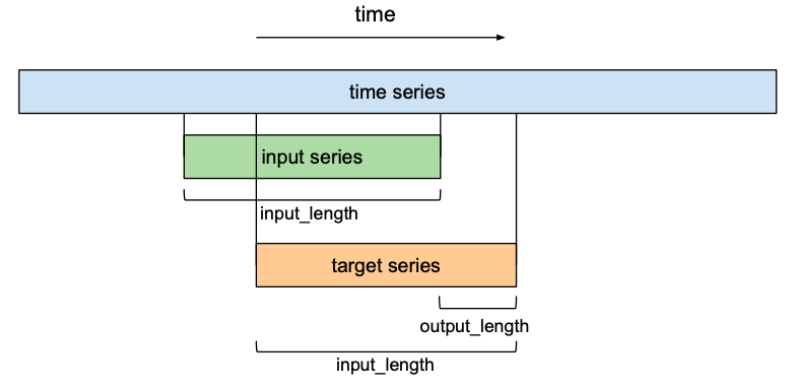 time
time series
input series
input_length
target series
output_length
input_length